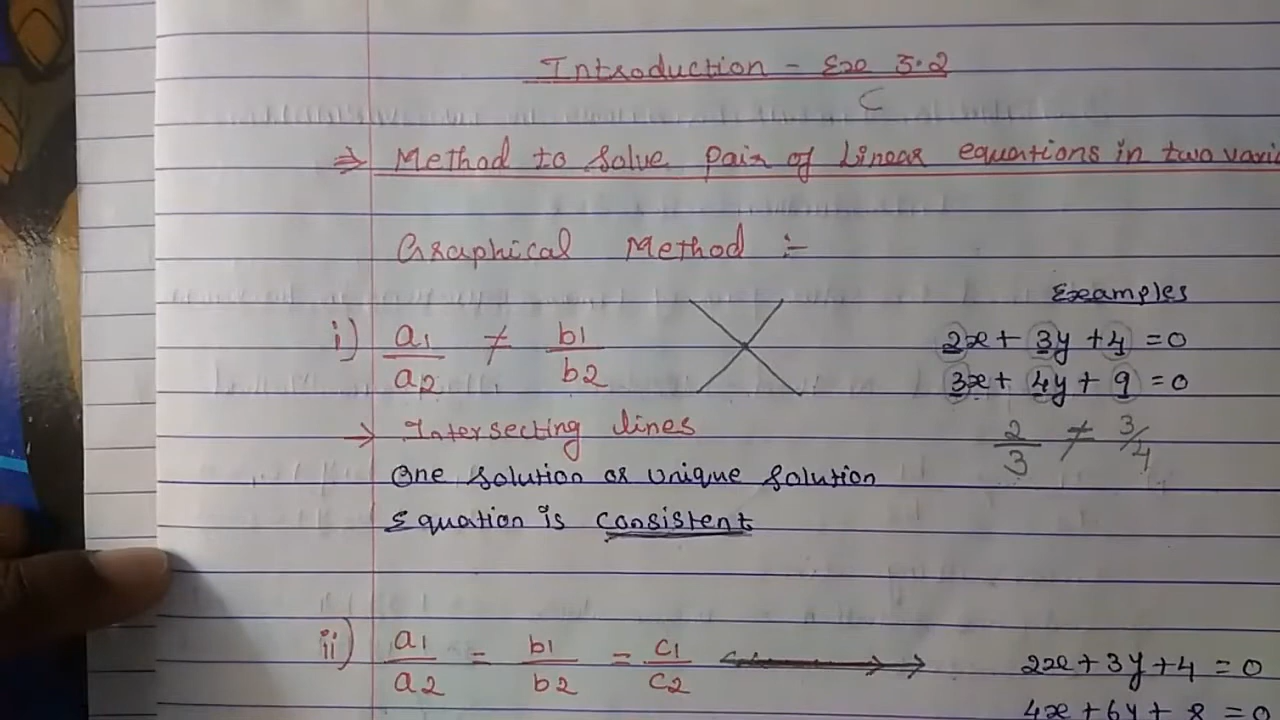 Introduction - Exe 3.2
⇒ Method to solve pair of Linear equations in two varia
Graphical Method :-
Examples
i) a1/a2 ≠ b1/b2
2x + 3y + 4 = 0
3x + 4y + 9 = 0
→ Intersecting lines
2/3 ≠ 3/4
One solution or unique solution
Equation is consistent
ii) a1/a2 = b1/b2 = c1/c2
2x + 3y + 4 = 0
4x + 6y + 8 = 0